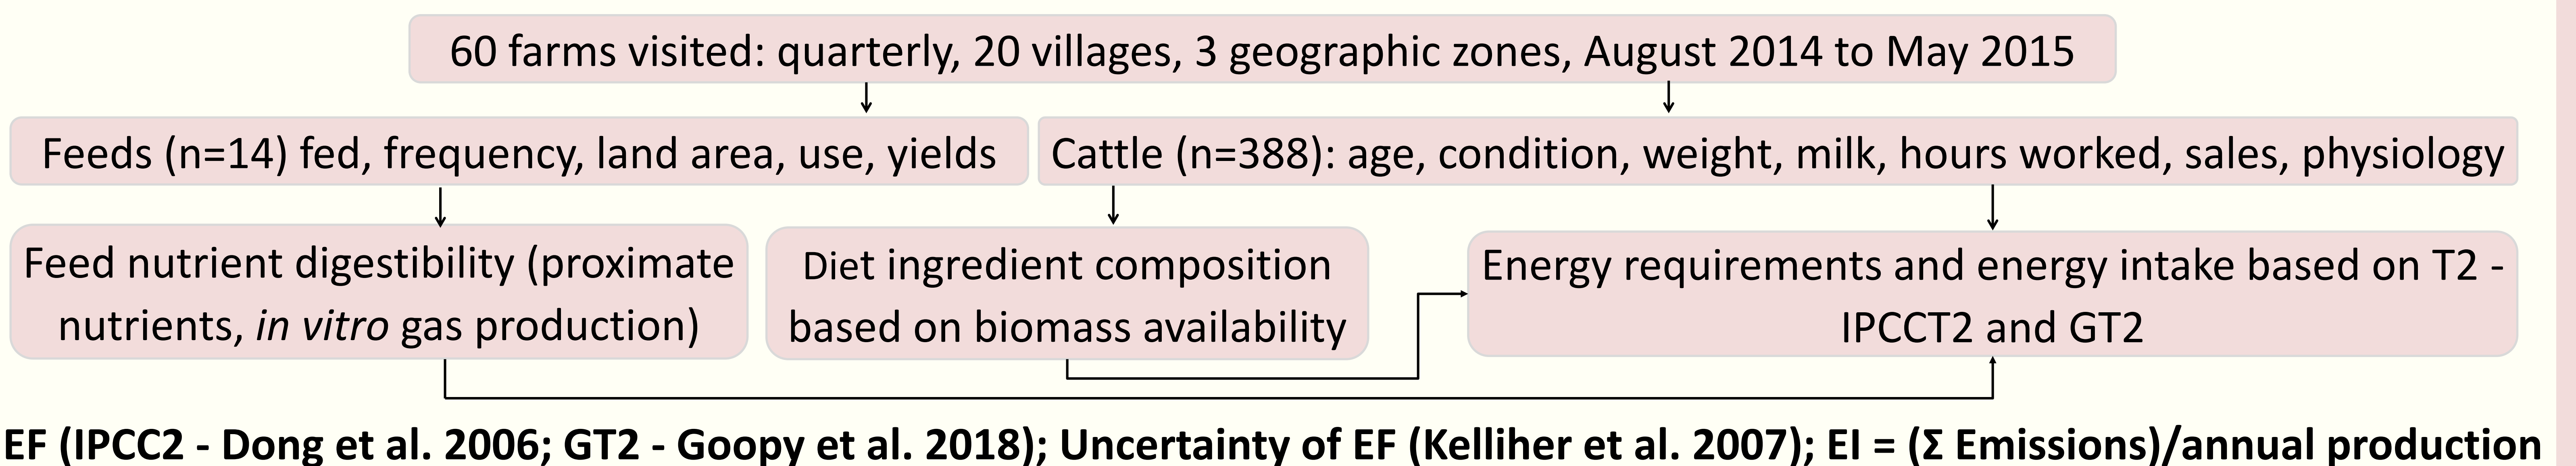 60 farms visited: quarterly, 20 villages, 3 geographic zones, August 2014 to May 2015
Feeds (n=14) fed, frequency, land area, use, yields
Cattle (n=388): age, condition, weight, milk, hours worked, sales, physiology
Feed nutrient digestibility (proximate
nutrients, in vitro gas production)
Diet ingredient composition
based on biomass availability
Energy requirements and energy intake based on T2 -
IPCCT2 and GT2
EF (IPCC2 - Dong et al. 2006; GT2 - Goopy et al. 2018); Uncertainty of EF (Kelliher et al. 2007); EI = (Σ Emissions)/annual production